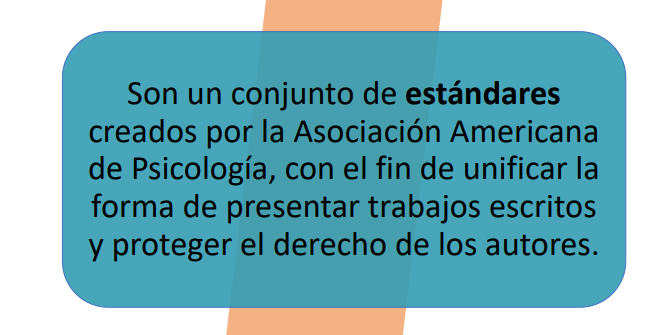 Son un conjunto de estándares
creados por la Asociación Americana
de Psicología, con el fin de unificar la
forma de presentar trabajos escritos
y proteger el derecho de los autores.